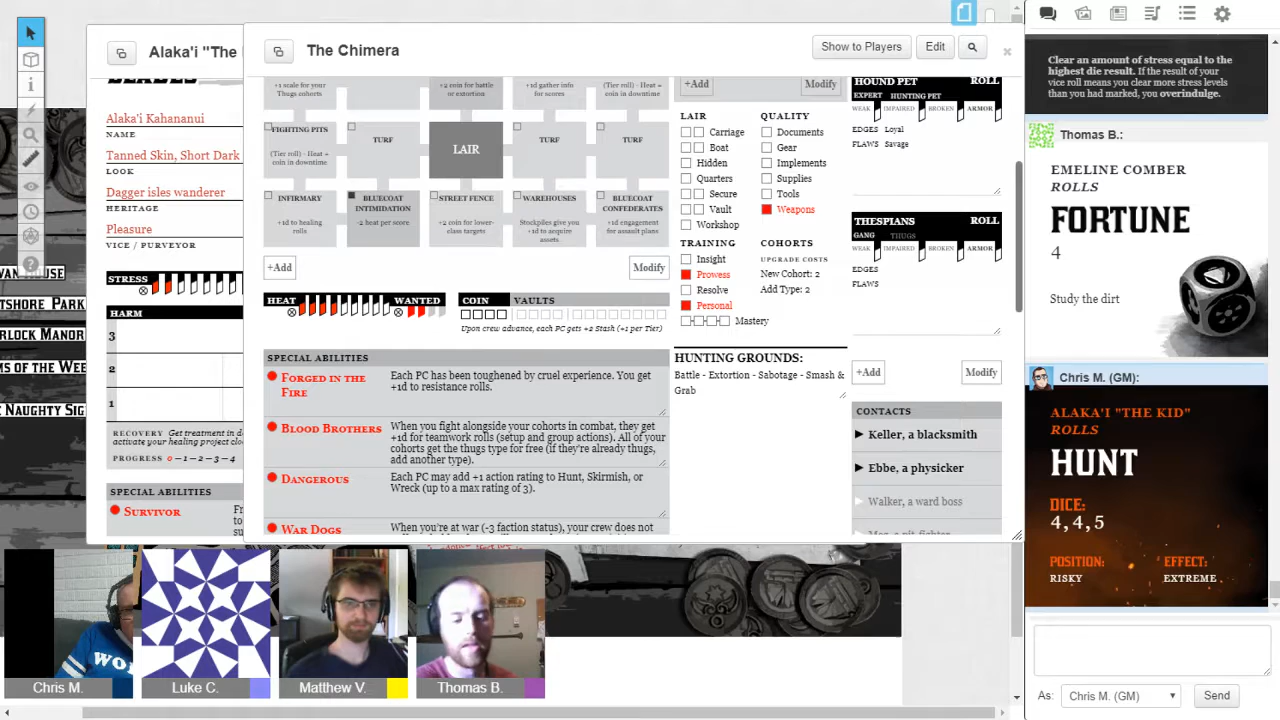 Alaka'i "The
The Chimera
Show to Players
Edit
Alaka'i Kahananui
NAME
Tanned Skin, Short Dark
LOOK
Dagger isles wanderer
HERITAGE
Pleasure
VICE / PURVEYOR
STRESS
HARM
3
2
1
RECOVERY Get treatment in d
activate your healing project clo
PROGRESS 0–1–2–3–4
SPECIAL ABILITIES
SURVIVOR
+1 scale for your
Thugs cohorts
+2 coin for battle
or extortion
+1d gather info
for scores
(Tier roll) - Heat =
coin in downtime
FIGHTING PITS
(Tier roll) - Heat =
coin in downtime
TURF
LAIR
TURF
TURF
INFIRMARY
+1d to healing
rolls
BLUECOAT
INTIMIDATION
-2 heat per score
STREET FENCE
+2 coin for lower-
class targets
WAREHOUSES
Stockpiles give you
+1d to acquire
assets.
BLUECOAT
CONFEDERATES
+1d engagement
for assault plans
+Add
Modify
HEAT
WANTED
COIN
VAULTS
Upon crew advance, each PC gets +2 Stash (+1 per Tier)
SPECIAL ABILITIES
FORGED IN THE
FIRE
Each PC has been toughened by cruel experience. You get
+1d to resistance rolls.
BLOOD BROTHERS
When you fight alongside your cohorts in combat, they get
+1d for teamwork rolls (setup and group actions). All of your
cohorts get the thugs type for free (if they're already thugs,
add another type).
DANGEROUS
Each PC may add +1 action rating to Hunt, Skirmish, or
Wreck (up to a max rating of 3).
WAR DOGS
When you're at war (-3 faction status), your crew does not
+Add
Modify
LAIR
Carriage
Boat
Hidden
Quarters
Secure
Vault
Workshop
QUALITY
Documents
Gear
Implements
Supplies
Tools
Weapons
TRAINING
Insight
Prowess
Resolve
Personal
Mastery
COHORTS
UPGRADE COSTS
New Cohort: 2
Add Type: 2
HUNTING GROUNDS:
Battle - Extortion - Sabotage - Smash &
Grab
HOUND PET
ROLL
EXPERT HUNTING PET
WEAK IMPAIRED BROKEN ARMOR
EDGES Loyal
FLAWS Savage
THESPIANS
ROLL
GANG THUGS
WEAK IMPAIRED BROKEN ARMOR
EDGES
FLAWS
+Add
Modify
CONTACTS
Keller, a blacksmith
Ebbe, a physicker
Walker, a ward boss
Clear an amount of stress equal to the
highest die result. If the result of your
vice roll means you clear more stress levels
than you had marked, you overindulge.
Thomas B.:
EMELINE COMBER
ROLLS
FORTUNE
4
Study the dirt
Chris M. (GM):
ALAKA'I "THE KID"
ROLLS
HUNT
DICE:
4, 4, 5
POSITION:
RISKY
EFFECT:
EXTREME
As:
Chris M. (GM)
Send
Chris M.
Luke C.
Matthew V.
Thomas B.